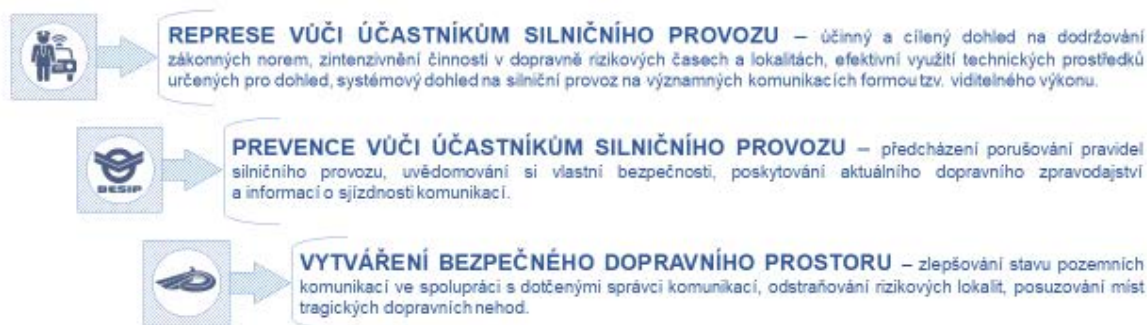 REPRESE VŮČI ÚČASTNÍKŮM SILNIČNÍHO PROVOZU – účinný a cílený dohled na dodržování
zákonných norem, zintenzivnění činnosti v dopravně rizikových časech a lokalitách, efektivní využití technických prostředků
určených pro dohled, systémový dohled na silniční provoz na významných komunikacích formou tzv. viditelného výkonu.
PREVENCE VŮČI ÚČASTNÍKŮM SILNIČNÍHO PROVOZU – předcházení porušování pravidel
silničního provozu, uvědomování si vlastní bezpečnosti, poskytování aktuálního dopravního zpravodajství
a informací o sjízdnosti komunikací.
BESIP
VYTVÁŘENÍ BEZPEČNÉHO DOPRAVNÍHO PROSTORU – zlepšování stavu pozemních
komunikací ve spolupráci s dotčenými správci komunikací, odstraňování rizikových lokalit, posuzování míst
tragických dopravních nehod.